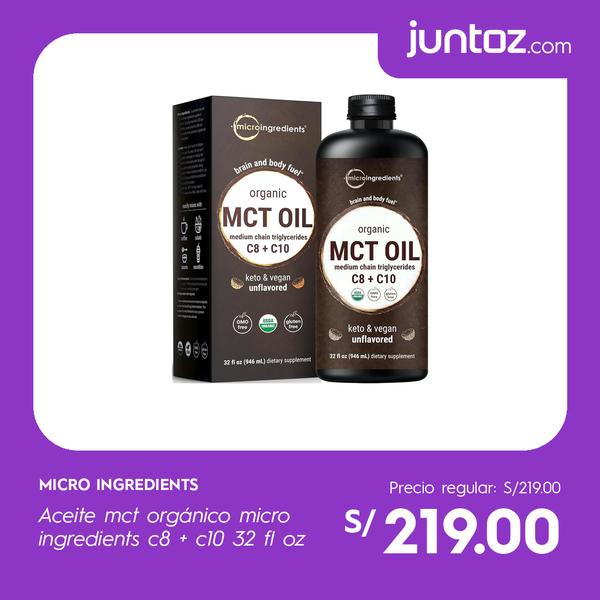 juntoz.com
microingredients
brain and body fuel
organic
MCT OIL
medium chain triglycerides
C8 + C10
keto & vegan
unflavored
GMO free
USDA ORGANIC
gluten free
32 fl oz (946 mL) dietary supplement
microingredients
brain and body fuel
organic
MCT OIL
medium chain triglycerides
C8 + C10
keto & vegan
unflavored
32 fl oz (946 mL) dietary supplement
MICRO INGREDIENTS
Aceite mct orgánico micro
ingredients c8 + c10 32 fl oz
Precio regular: S/219.00
S/ 219.00